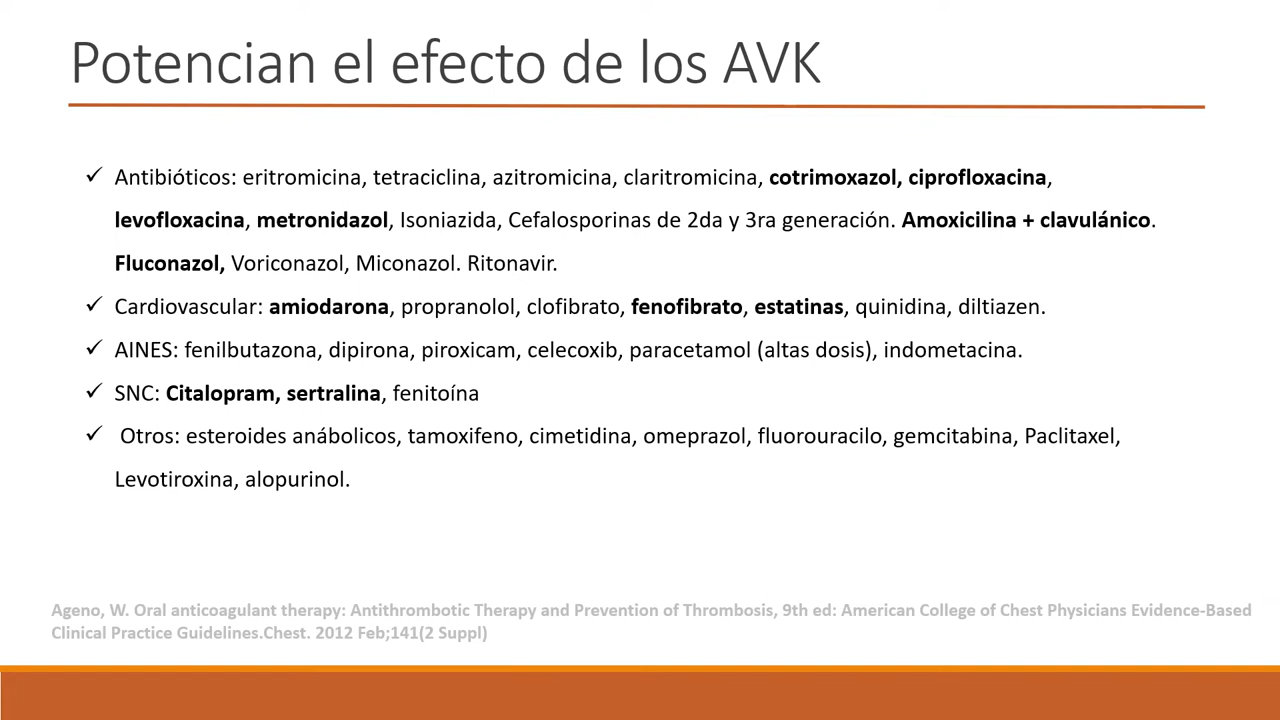 Potencian el efecto de los AVK
✓ Antibióticos: eritromicina, tetraciclina, azitromicina, claritromicina, cotrimoxazol, ciprofloxacina,
levofloxacina, metronidazol, Isoniazida, Cefalosporinas de 2da y 3ra generación. Amoxicilina + clavulánico.
Fluconazol, Voriconazol, Miconazol. Ritonavir.
✓ Cardiovascular: amiodarona, propranolol, clofibrato, fenofibrato, estatinas, quinidina, diltiazen.
✓ AINES: fenilbutazona, dipirona, piroxicam, celecoxib, paracetamol (altas dosis), indometacina.
✓ SNC: Citalopram, sertralina, fenitoína
✓ Otros: esteroides anábolicos, tamoxifeno, cimetidina, omeprazol, fluorouracilo, gemcitabina, Paclitaxel,
Levotiroxina, alopurinol.
Ageno, W. Oral anticoagulant therapy: Antithrombotic Therapy and Prevention of Thrombosis, 9th ed: American College of Chest Physicians Evidence-Based
Clinical Practice Guidelines.Chest. 2012 Feb;141(2 Suppl)